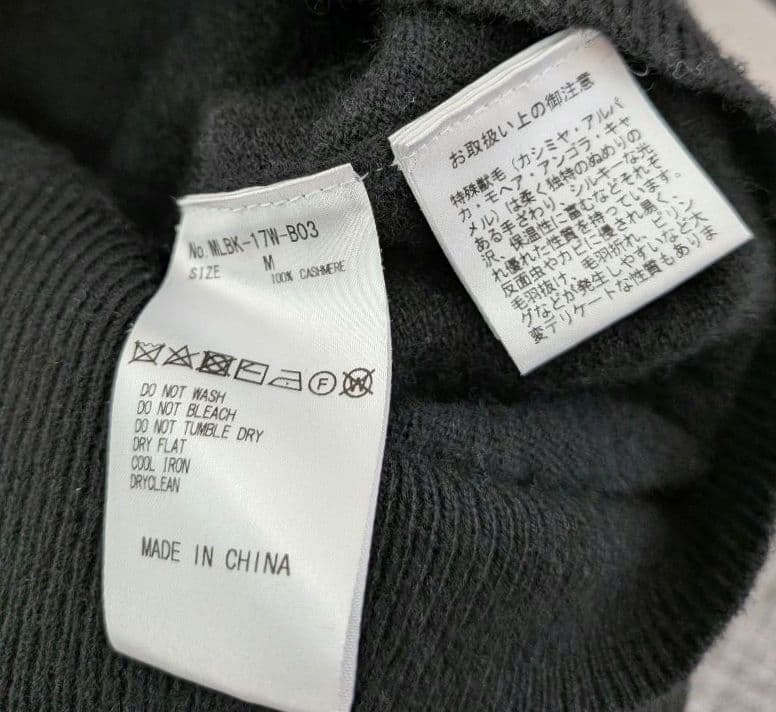 No. MLBK-17W-B03
SIZE M
100% CASHMERE
F W
DO NOT WASH
DO NOT BLEACH
DO NOT TUMBLE DRY
DRY FLAT
COOL IRON
DRYCLEAN
MADE IN CHINA
お取扱い上の御注意
特殊獣毛(カシミヤ・アルパ
カ・モヘア・アンゴラ・キャ
メル)は柔く独特のぬめりの
ある手ざわり、シルキーな光
沢、保温性に富むなどそれぞ
れ優れた性質を持っています。
反面虫やカビに浸され易く、
毛羽抜け、毛羽折れ、ピリン
グなどが発生しやすいなど大
変デリケートな性質もありま